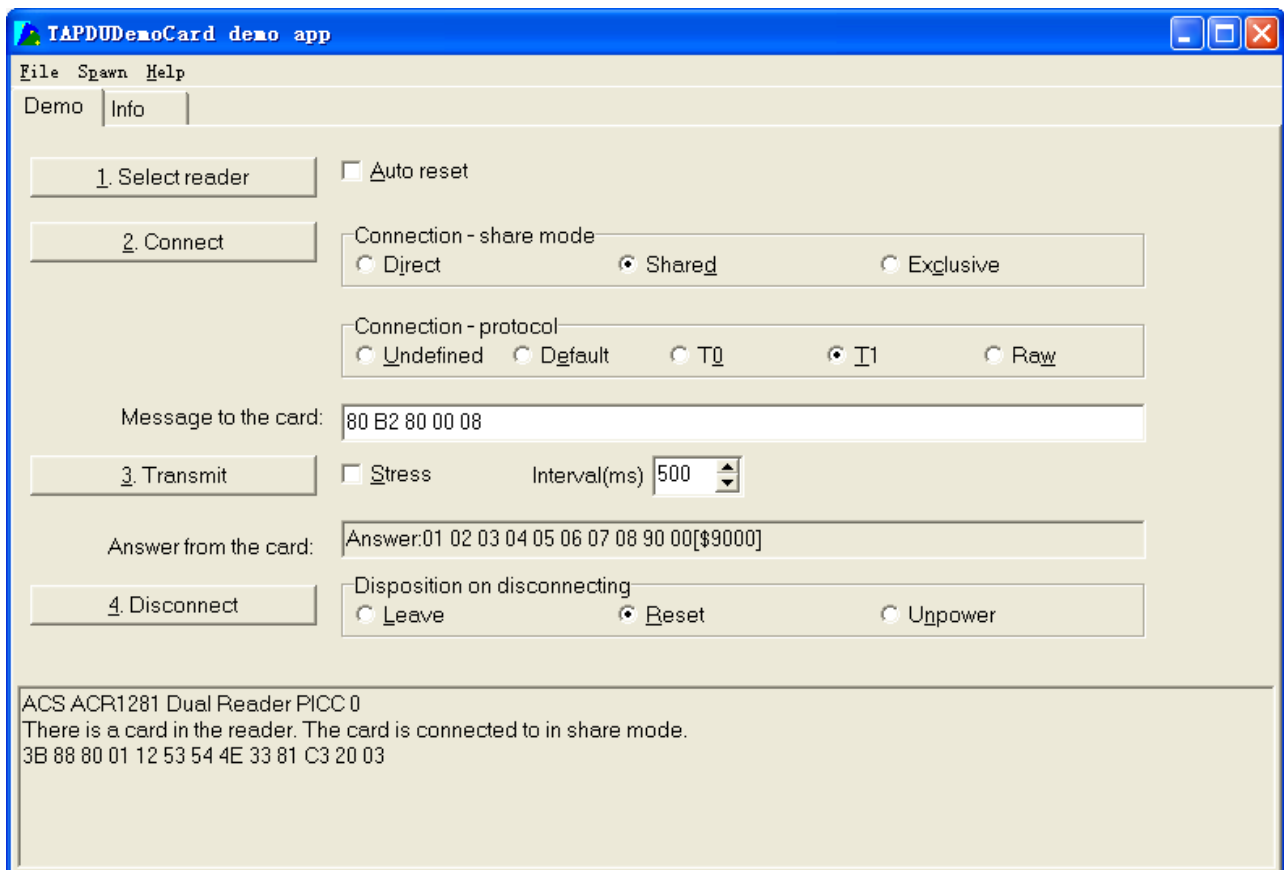 TAPDUDemoCard demo app
File Spawn Help
Demo Info
1. Select reader Auto reset
2. Connect
Connection - share mode
Direct Shared Exclusive
Connection - protocol
Undefined Default T0 T1 Raw
Message to the card: 80 B2 80 00 08
3. Transmit Stress Interval(ms) 500
Answer from the card: Answer:01 02 03 04 05 06 07 08 90 00[$9000]
4. Disconnect
Disposition on disconnecting
Leave Reset Unpower
ACS ACR1281 Dual Reader PICC 0
There is a card in the reader. The card is connected to in share mode.
3B 88 80 01 12 53 54 4E 33 81 C3 20 03